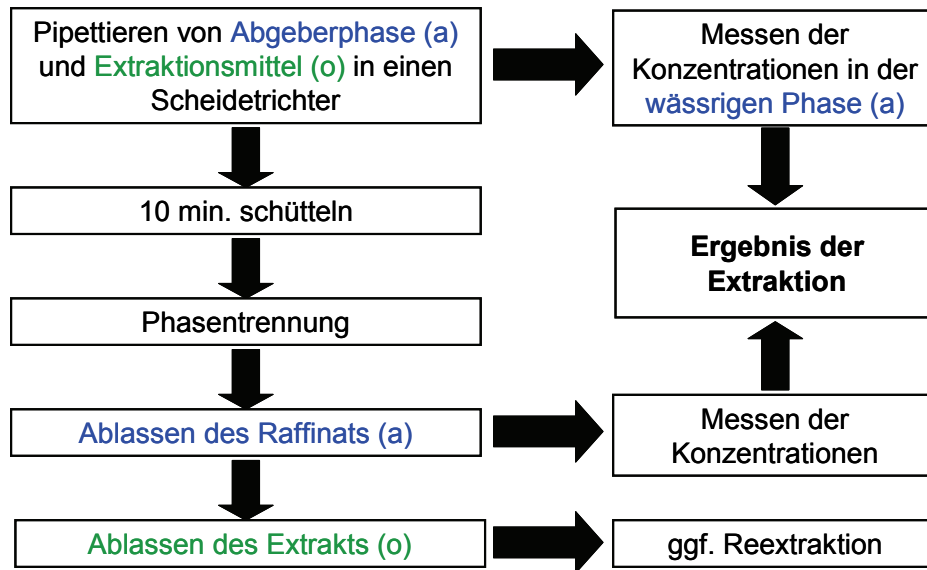 Pipettieren von Abgeberphase (a)
und Extraktionsmittel (o) in einen
Scheidetrichter
Messen der
Konzentrationen in der
wässrigen Phase (a)
10 min. schütteln
Ergebnis der
Extraktion
Phasentrennung
Ablassen des Raffinats (a)
Messen der
Konzentrationen
Ablassen des Extrakts (o)
ggf. Reextraktion